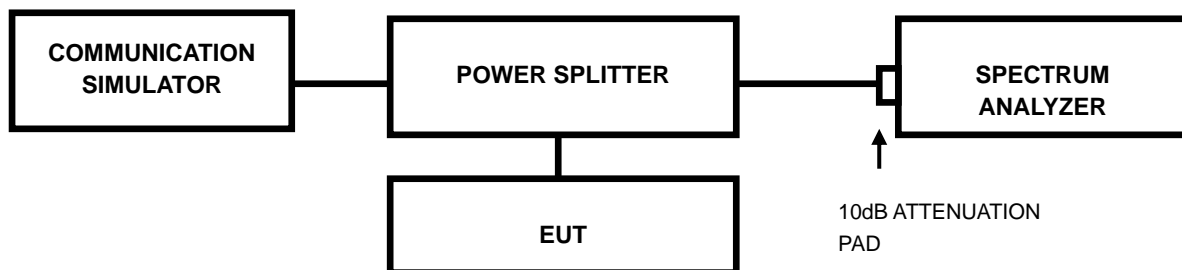 COMMUNICATION
SIMULATOR
POWER SPLITTER
SPECTRUM
ANALYZER
EUT
10dB ATTENUATION
PAD